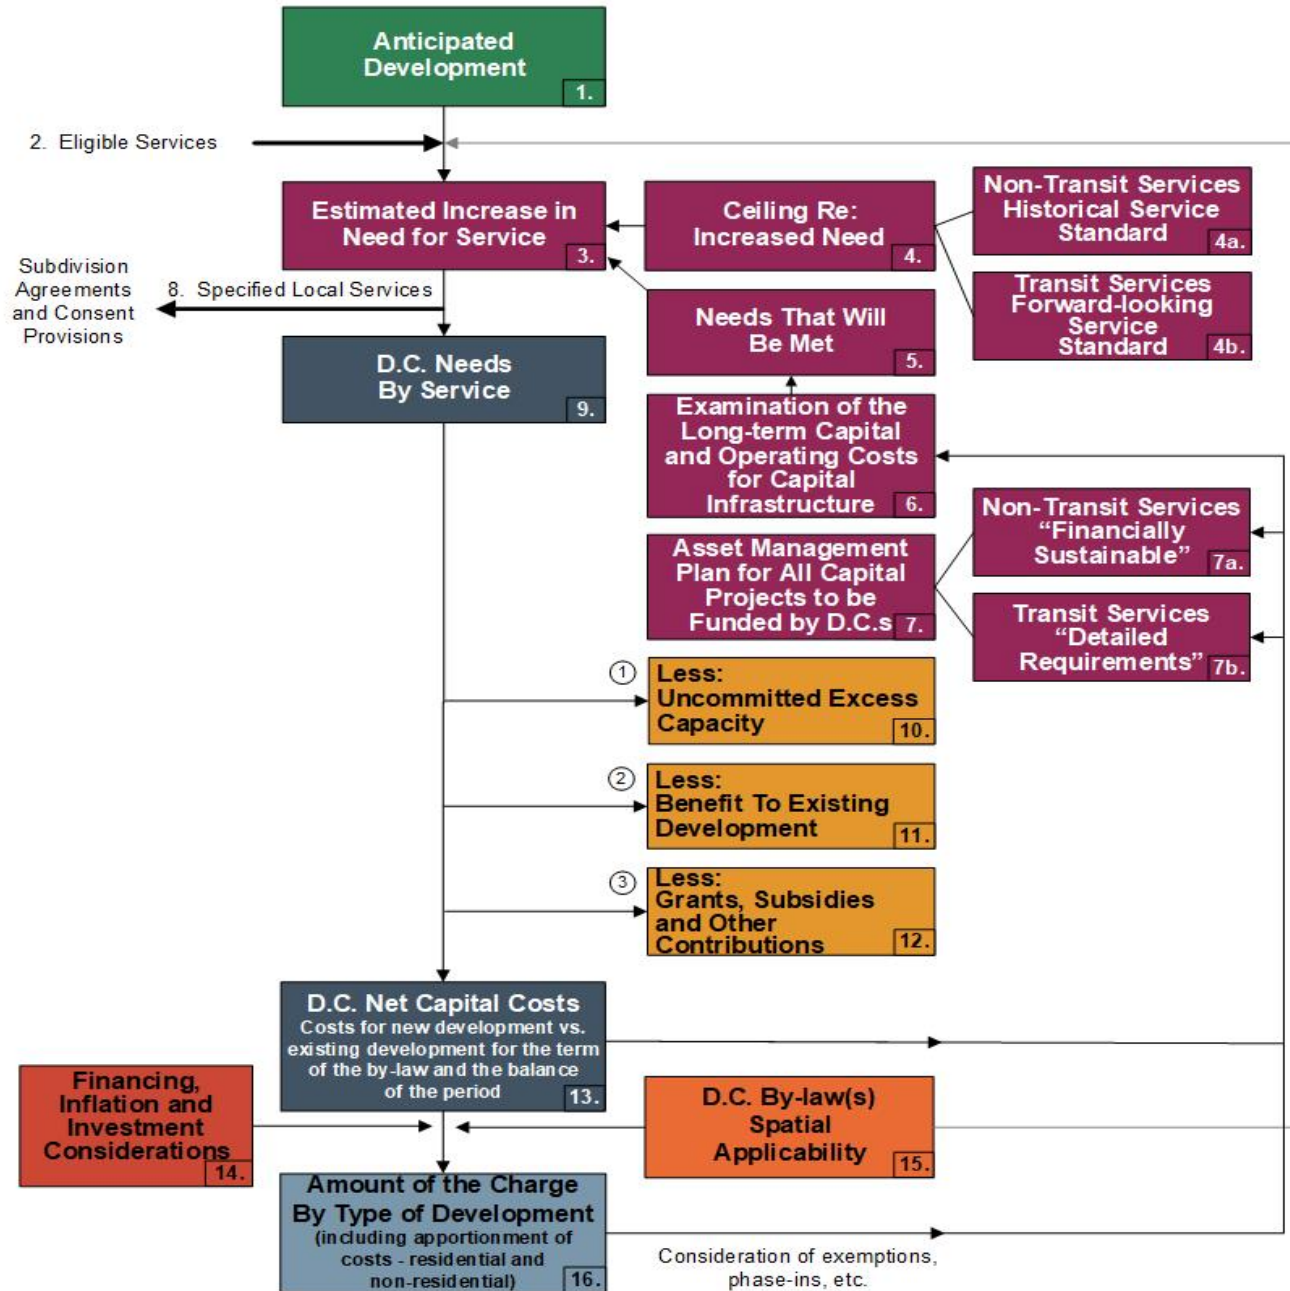 Anticipated
Development
1.
2. Eligible Services
Estimated Increase in
Need for Service
3.
Ceiling Re:
Increased Need
4.
Non-Transit Services
Historical Service
Standard
4a.
Transit Services
Forward-looking
Service
Standard
4b.
Subdivision
Agreements
and Consent
Provisions
8. Specified Local Services
Needs That Will
Be Met
5.
D.C. Needs
By Service
9.
Examination of the
Long-term Capital
and Operating Costs
for Capital
Infrastructure
6.
Asset Management
Plan for All Capital
Projects to be
Funded by D.C.s
7.
Non-Transit Services
“Financially
Sustainable”
7a.
Transit Services
“Detailed
Requirements”
7b.
1
Less:
Uncommitted Excess
Capacity
10.
2
Less:
Benefit To Existing
Development
11.
3
Less:
Grants, Subsidies
and Other
Contributions
12.
D.C. Net Capital Costs
Costs for new development vs.
existing development for the term
of the by-law and the balance
of the period
13.
Financing,
Inflation and
Investment
Considerations
14.
D.C. By-law(s)
Spatial
Applicability
15.
Amount of the Charge
By Type of Development
(including apportionment of
costs - residential and
non-residential)
16.
Consideration of exemptions,
phase-ins, etc.